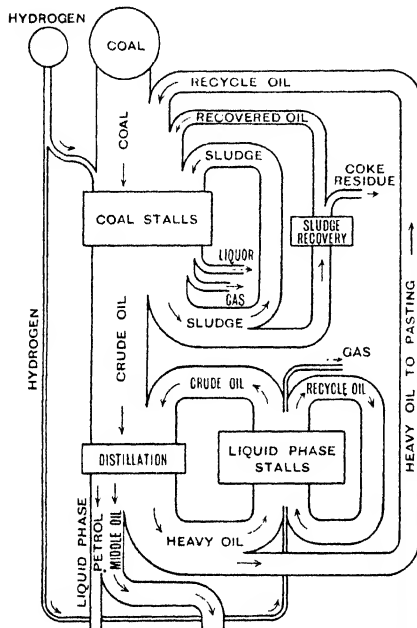 HYDROGEN
COAL
RECYCLE OIL
RECOVERED OIL
COAL
SLUDGE
COKE
RESIDUE
COAL STALLS
SLUDGE
RECOVERY
LIQUOR
GAS
SLUDGE
HYDROGEN
CRUDE OIL
HEAVY OIL TO PASTING
GAS
CRUDE OIL
RECYCLE OIL
DISTILLATION
LIQUID PHASE
STALLS
LIQUID PHASE
PETROL
MIDDLE OIL
HEAVY OIL